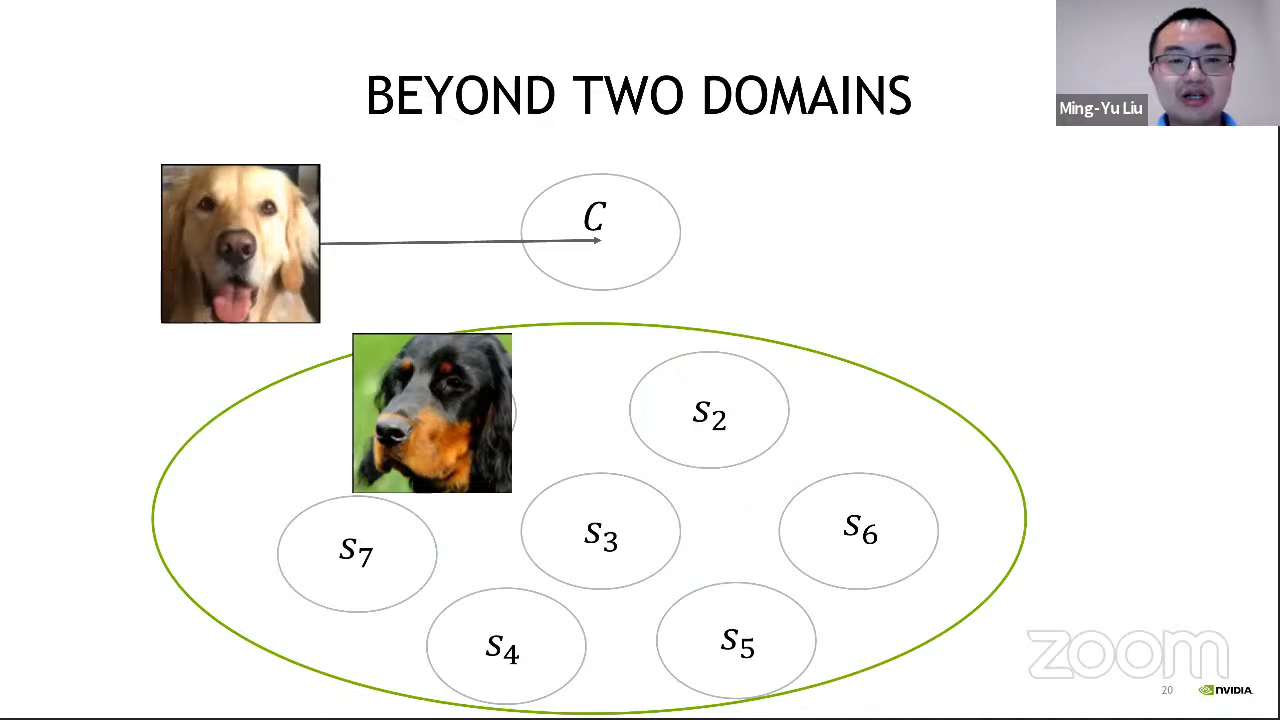 BEYOND TWO DOMAINS
Ming-Yu Liu
C
s2
s7
s3
s6
s4
s5
zoom
20
NVIDIA.